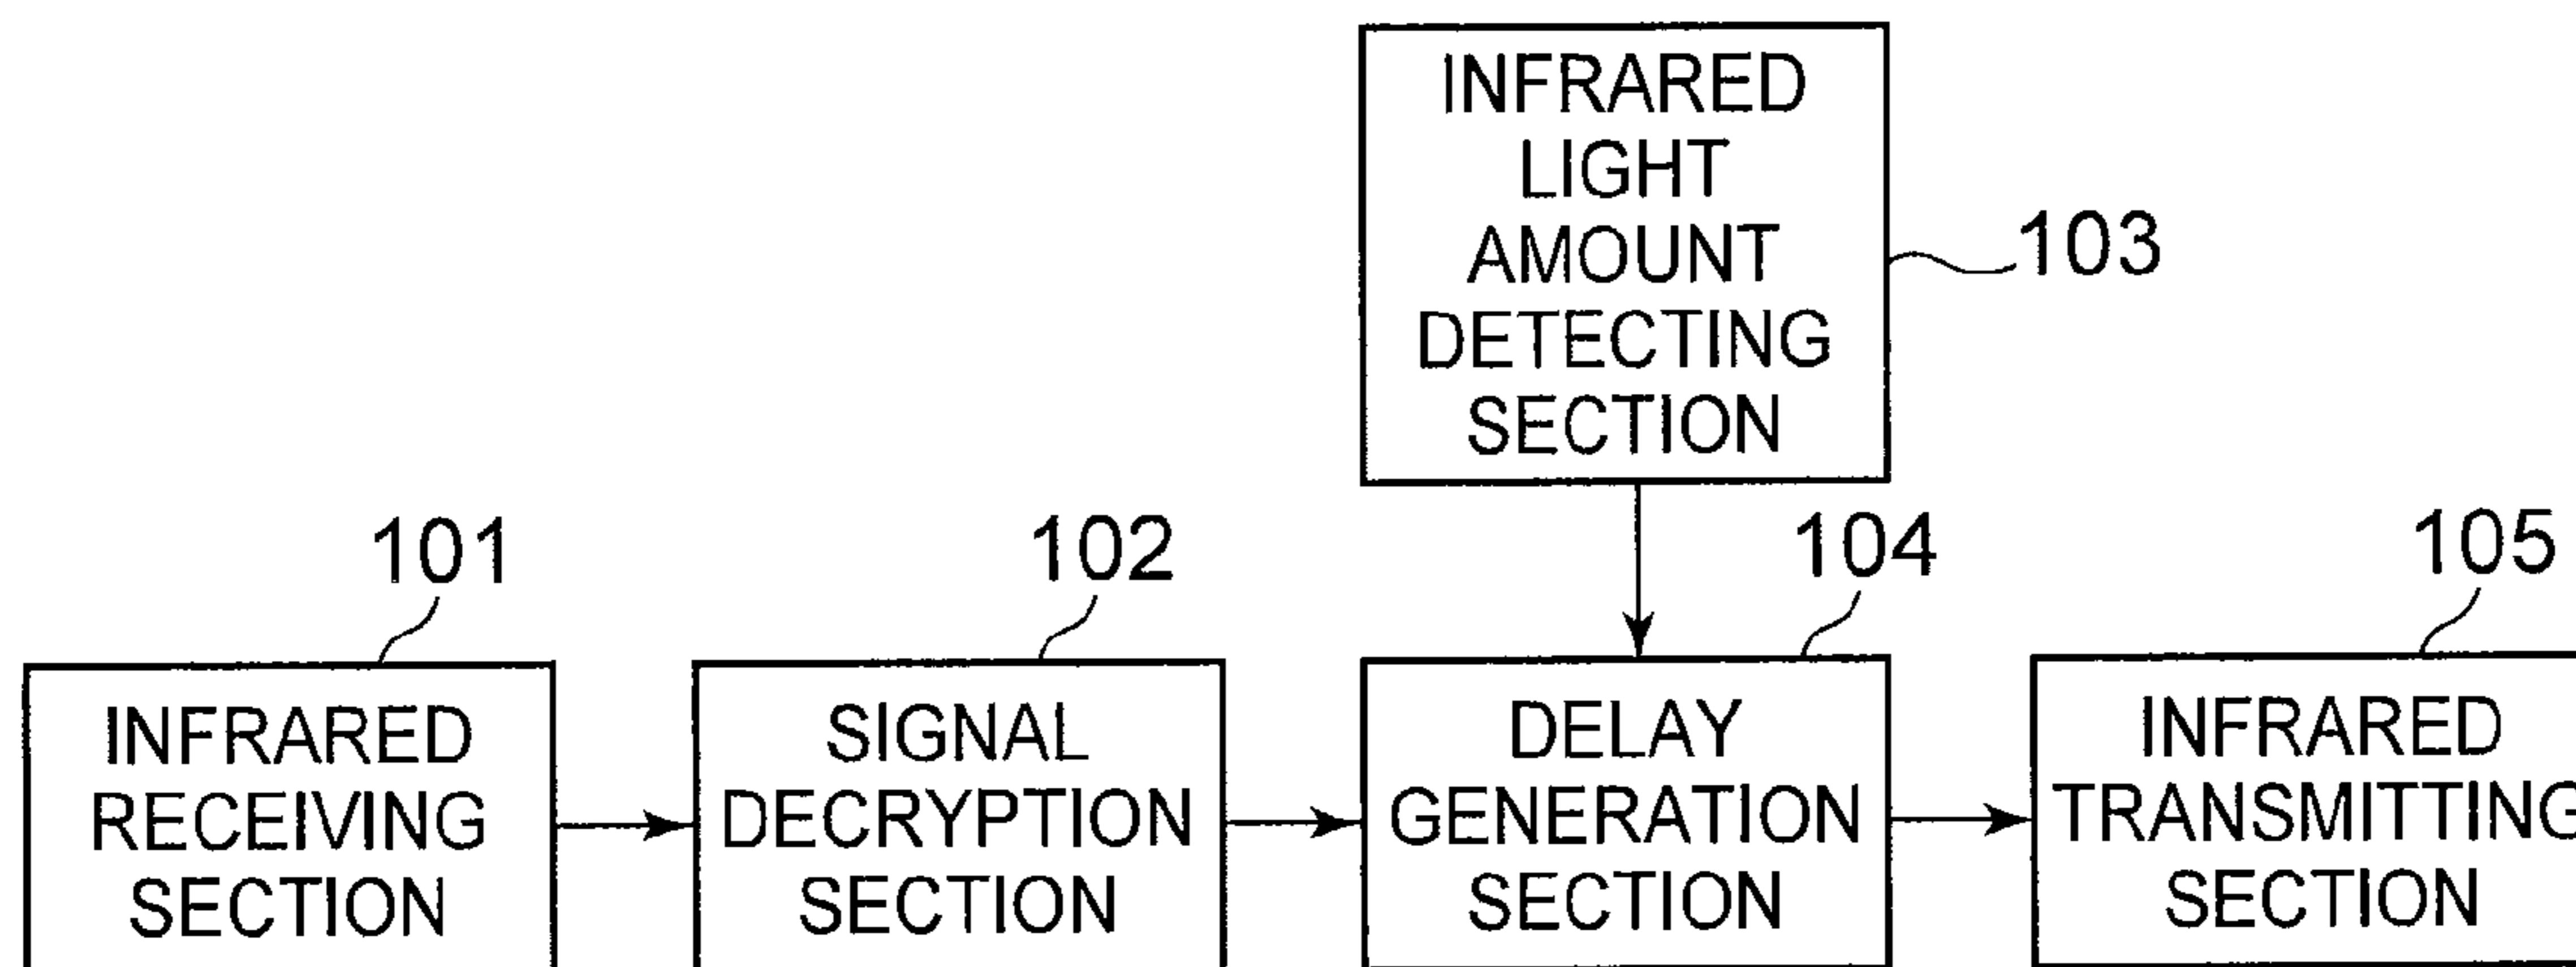 INFRARED
LIGHT
AMOUNT
DETECTING
SECTION
103
101
INFRARED
RECEIVING
SECTION
102
SIGNAL
DECRYPTION
SECTION
104
DELAY
GENERATION
SECTION
105
INFRARED
TRANSMITTING
SECTION